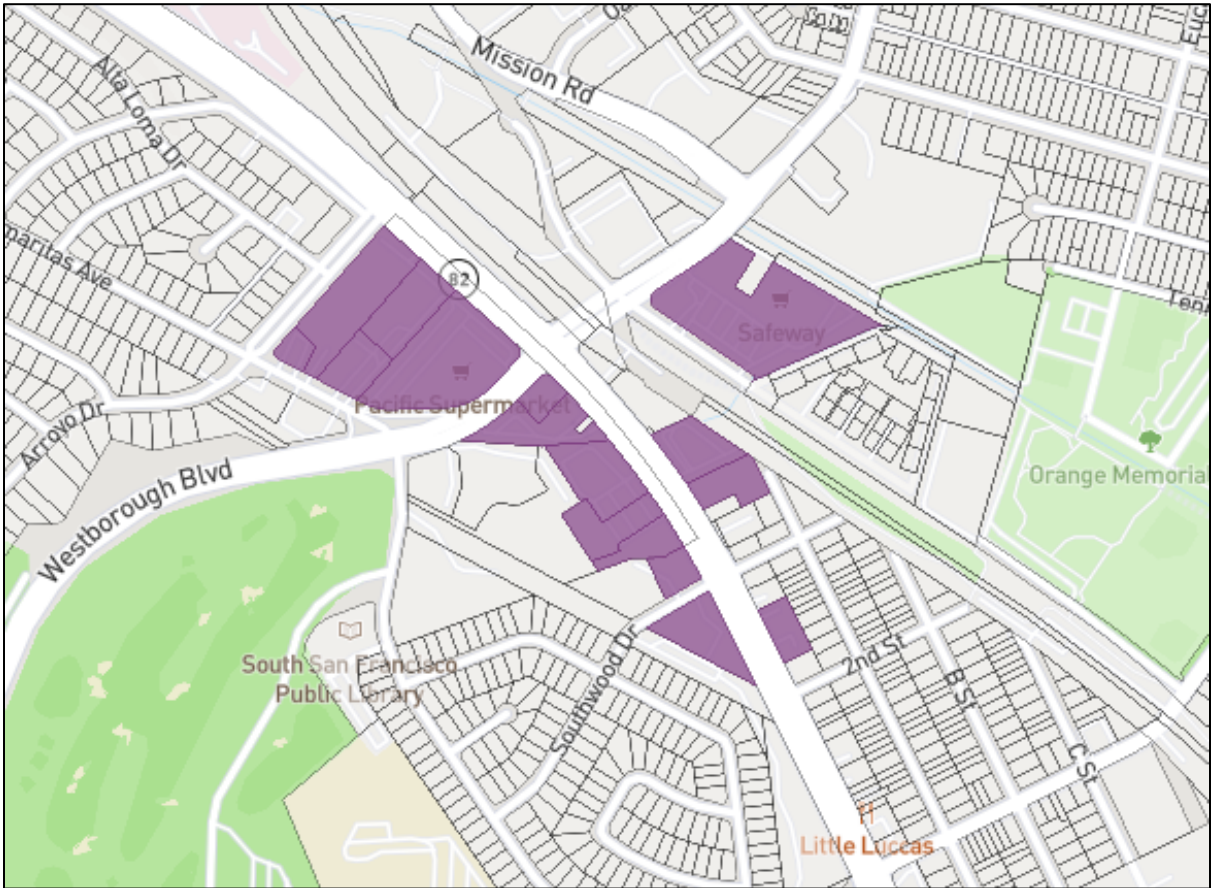 Mission Rd
Alta Loma Dr
82
Safeway
Pacific Supermarket
Arroyo Dr
Westborough Blvd
Orange Memorial
South San Francisco
Public Library
Southwood Dr
2nd St
B St
C St
Little Luccas